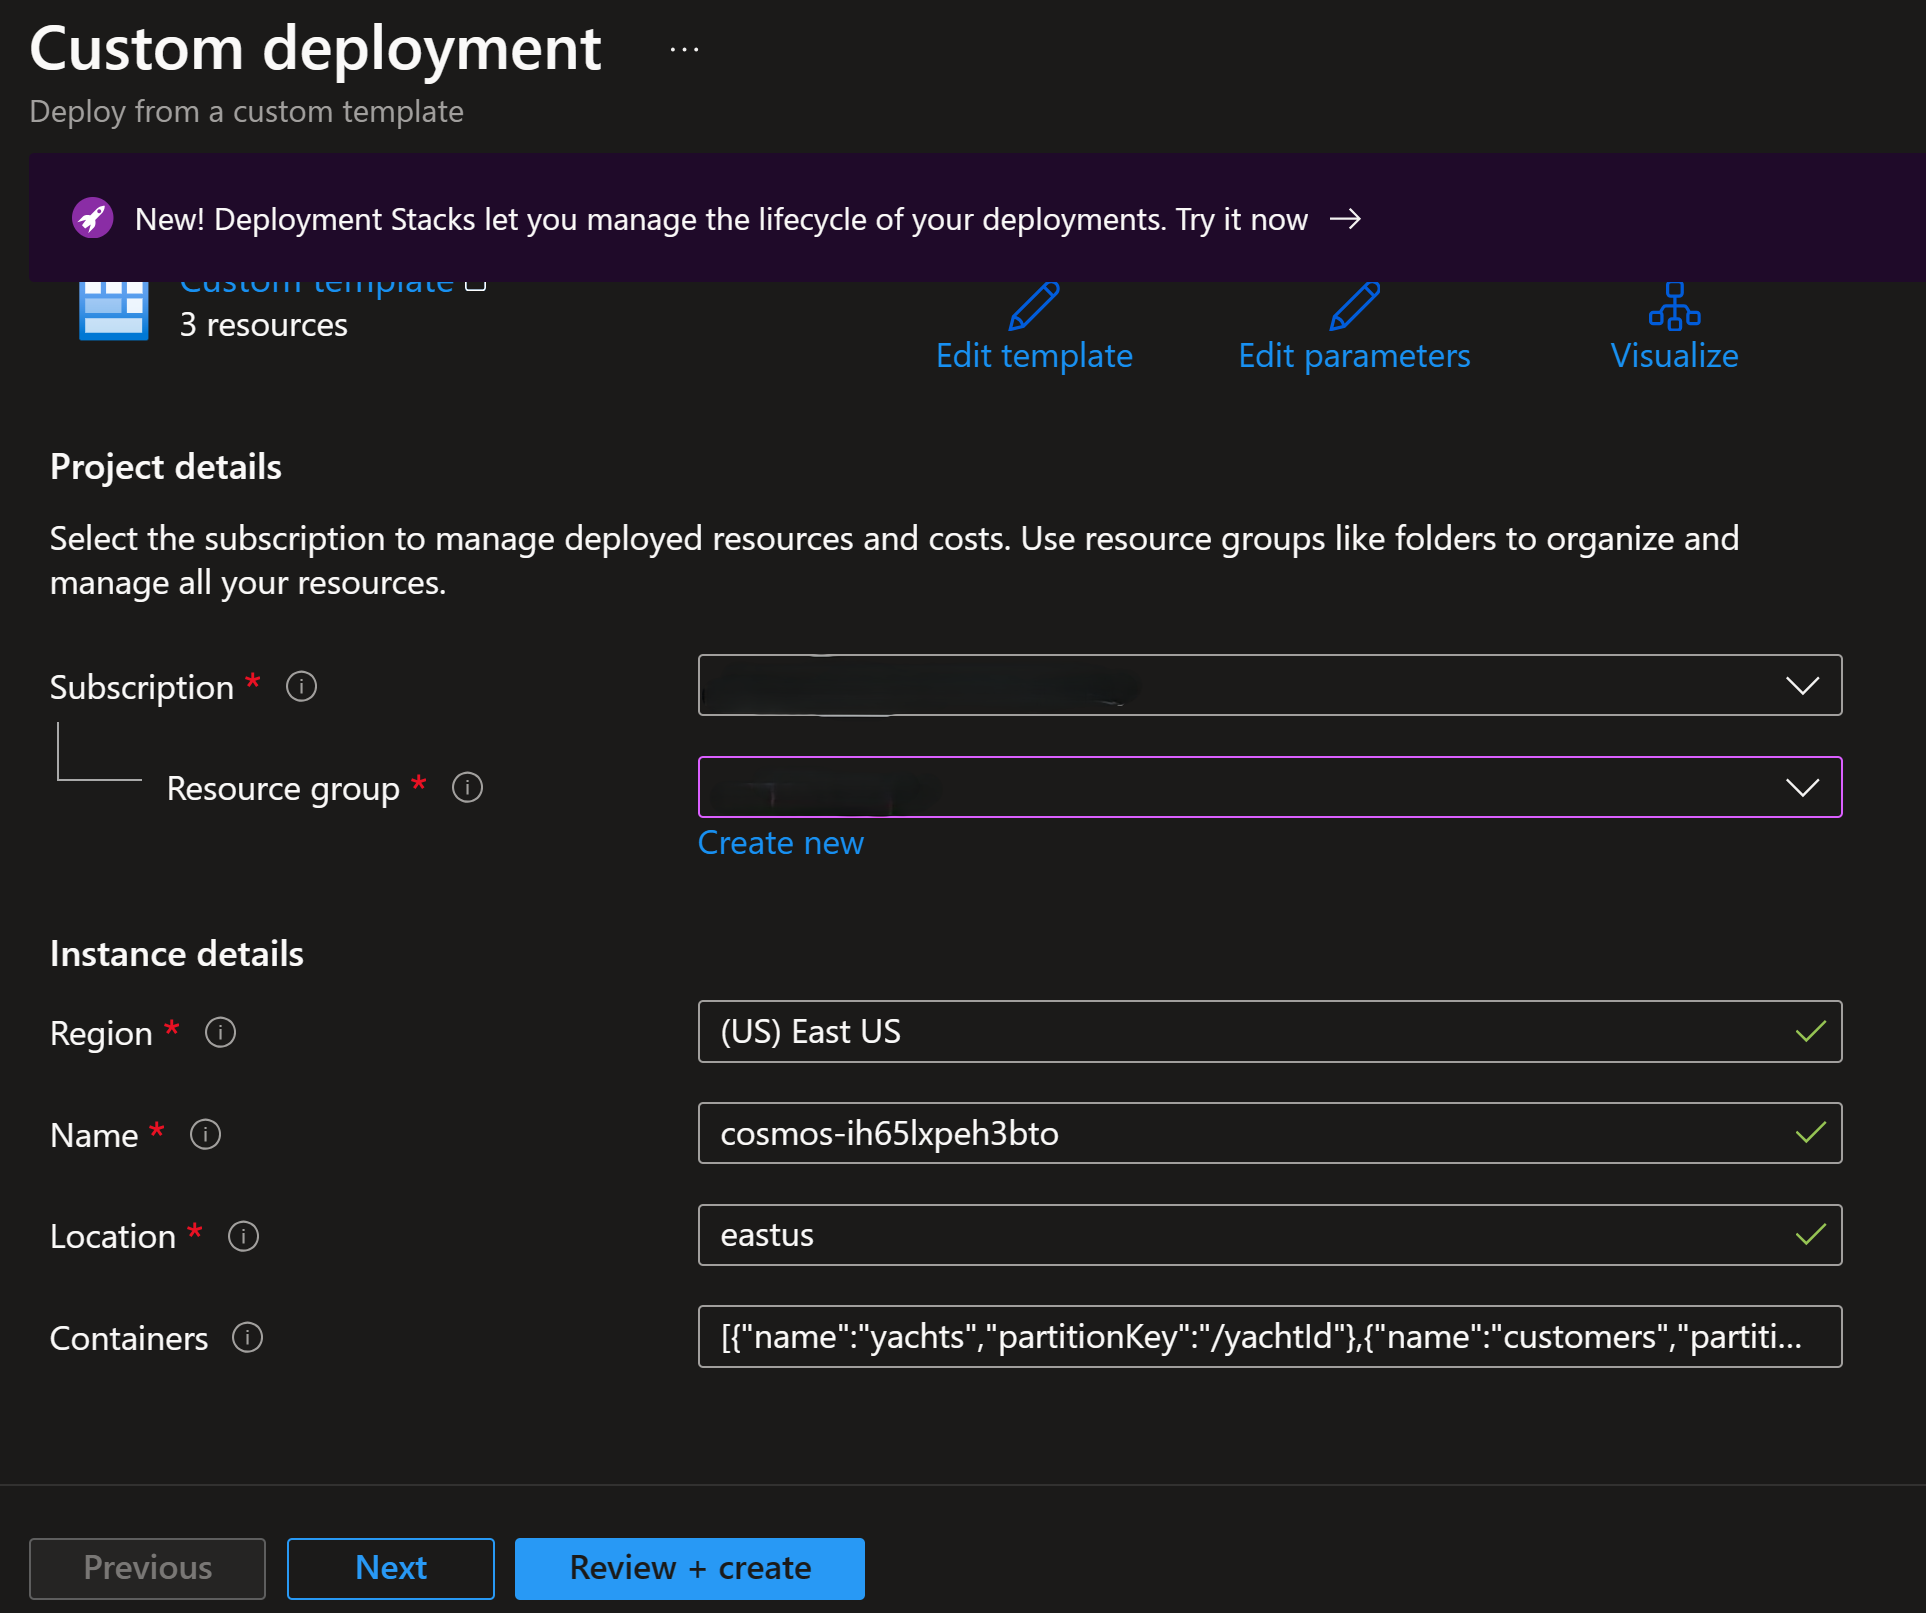 Custom deployment ...
Deploy from a custom template
New! Deployment Stacks let you manage the lifecycle of your deployments. Try it now →
Custom template
3 resources
Edit template
Edit parameters
Visualize
Project details
Select the subscription to manage deployed resources and costs. Use resource groups like folders to organize and
manage all your resources.
Subscription *
Resource group *
Create new
Instance details
Region *
(US) East US
Name *
cosmos-ih65lxpeh3bto
Location *
eastus
Containers
[{"name":"yachts","partitionKey":"/yachtId"},{"name":"customers","partiti...
Previous
Next
Review + create